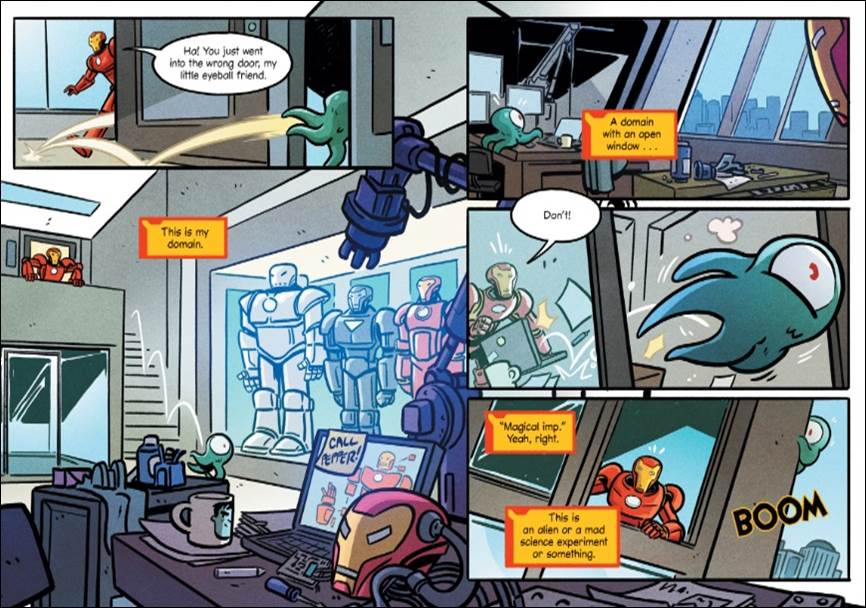 Ha! You just went
into the wrong door, my
little eyeball friend.
This is my
domain.
CALL
PEPPER!
A domain
with an open
window . . .
Don't!
"Magical imp."
Yeah, right.
This is
an alien or a mad
science experiment
or something.
BOOM